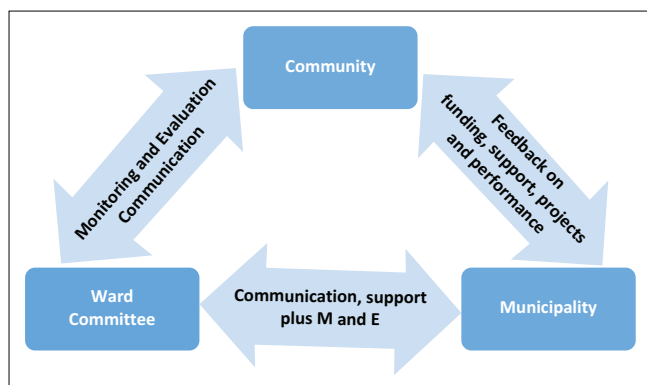 Community
Monitoring and Evaluation
Communication
Feedback on
funding, support, projects
and performance
Ward
Committee
Communication, support
plus M and E
Municipality